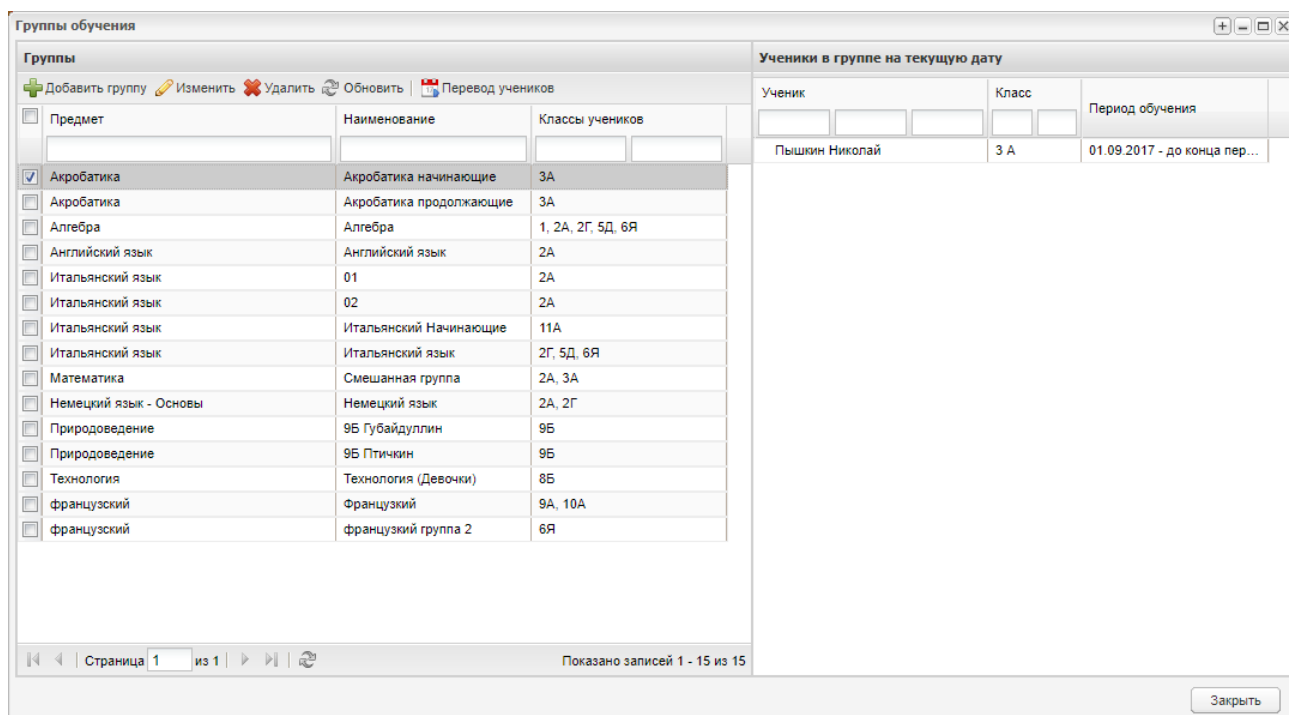 Группы обучения
Группы
Добавить группу Изменить Удалить Обновить Перевод учеников
Предмет Наименование Классы учеников
Акробатика Акробатика начинающие 3А
Акробатика Акробатика продолжающие 3А
Алгебра Алгебра 1, 2А, 2Г, 5Д, 6Я
Английский язык Английский язык 2А
Итальянский язык 01 2А
Итальянский язык 02 2А
Итальянский язык Итальянский Начинающие 11А
Итальянский язык Итальянский язык 2Г, 5Д, 6Я
Математика Смешанная группа 2А, 3А
Немецкий язык - Основы Немецкий язык 2А, 2Г
Природоведение 9Б Губайдуллин 9Б
Природоведение 9Б Птичкин 9Б
Технология Технология (Девочки) 8Б
французский Французкий 9А, 10А
французский французкий группа 2 6Я
Страница 1 из 1 Показано записей 1 - 15 из 15
Ученики в группе на текущую дату
Ученик Класс Период обучения
Пышкин Николай 3 А 01.09.2017 - до конца пер...
Закрыть